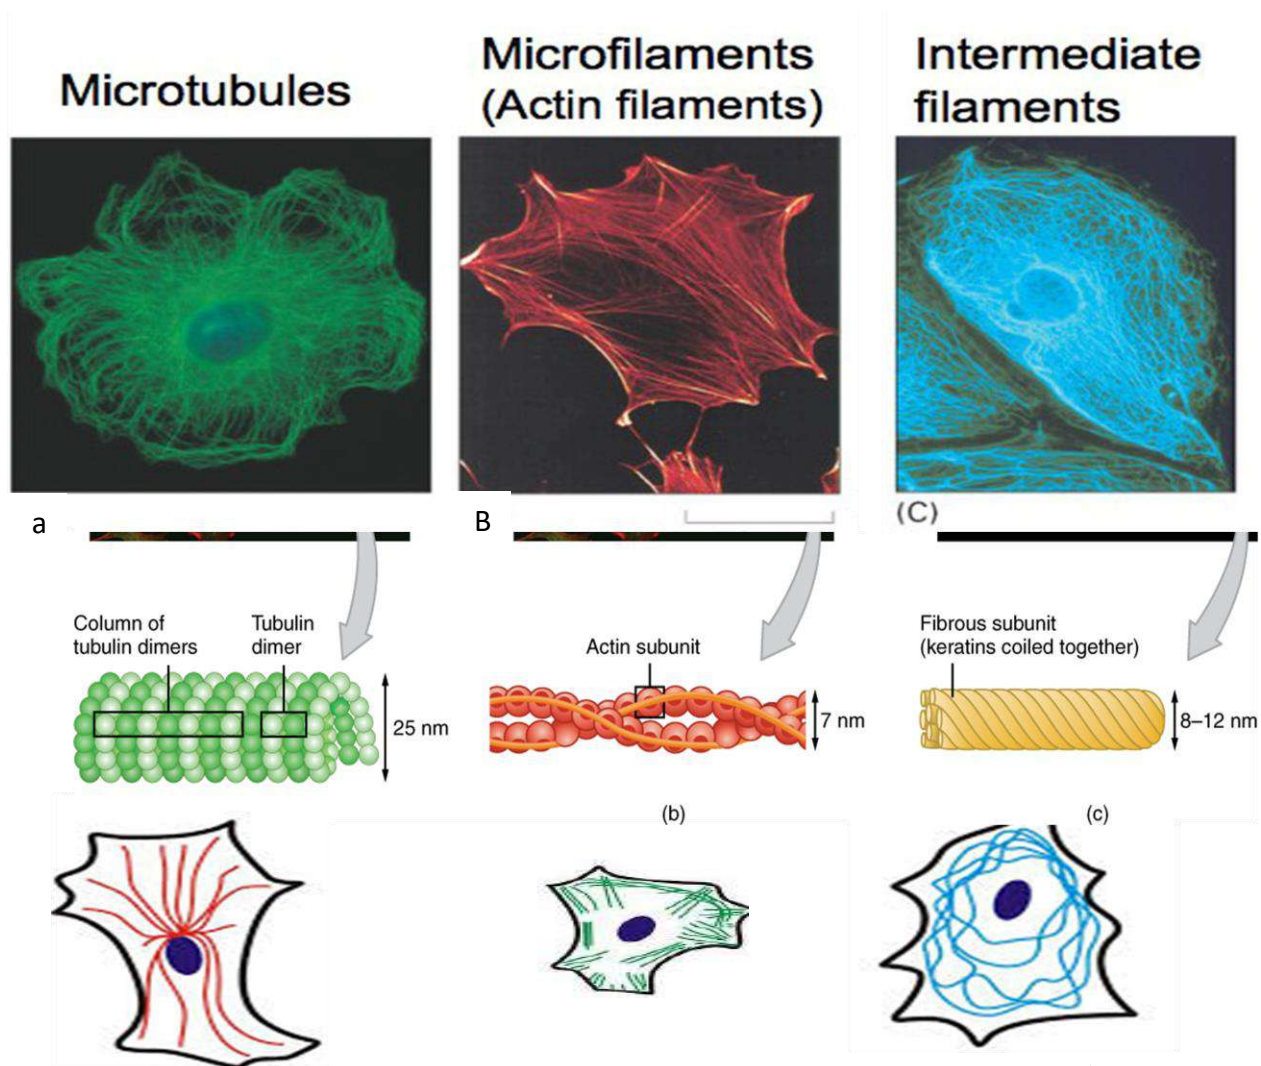 Microtubules
Microfilaments
(Actin filaments)
Intermediate
filaments
a
B
(C)
Column of
tubulin dimers
Tubulin
dimer
25 nm
Actin subunit
7 nm
Fibrous subunit
(keratins coiled together)
8–12 nm
(b)
(c)